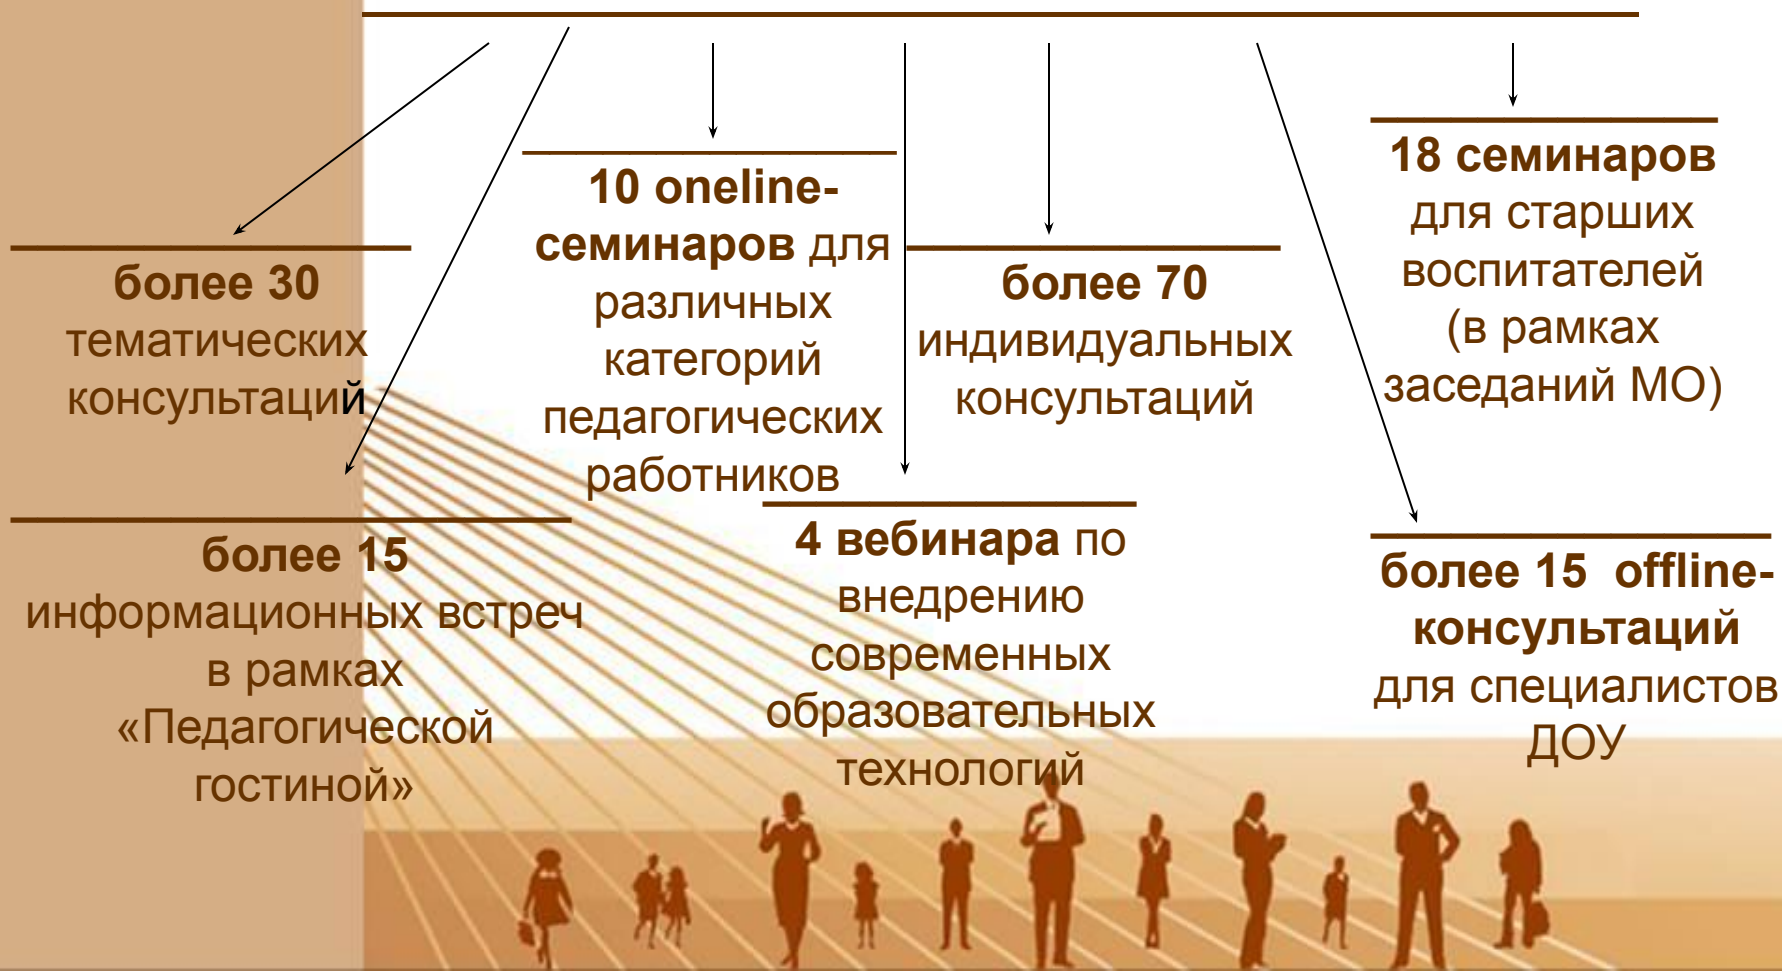 более 30
тематических
консультаций
10 oneline-
семинаров для
различных
категорий
педагогических
работников
более 70
индивидуальных
консультаций
18 семинаров
для старших
воспитателей
(в рамках
заседаний МО)
более 15
информационных встреч
в рамках
«Педагогической
гостиной»
4 вебинара по
внедрению
современных
образовательных
технологий
более 15  offline-
консультаций
для специалистов
ДОУ